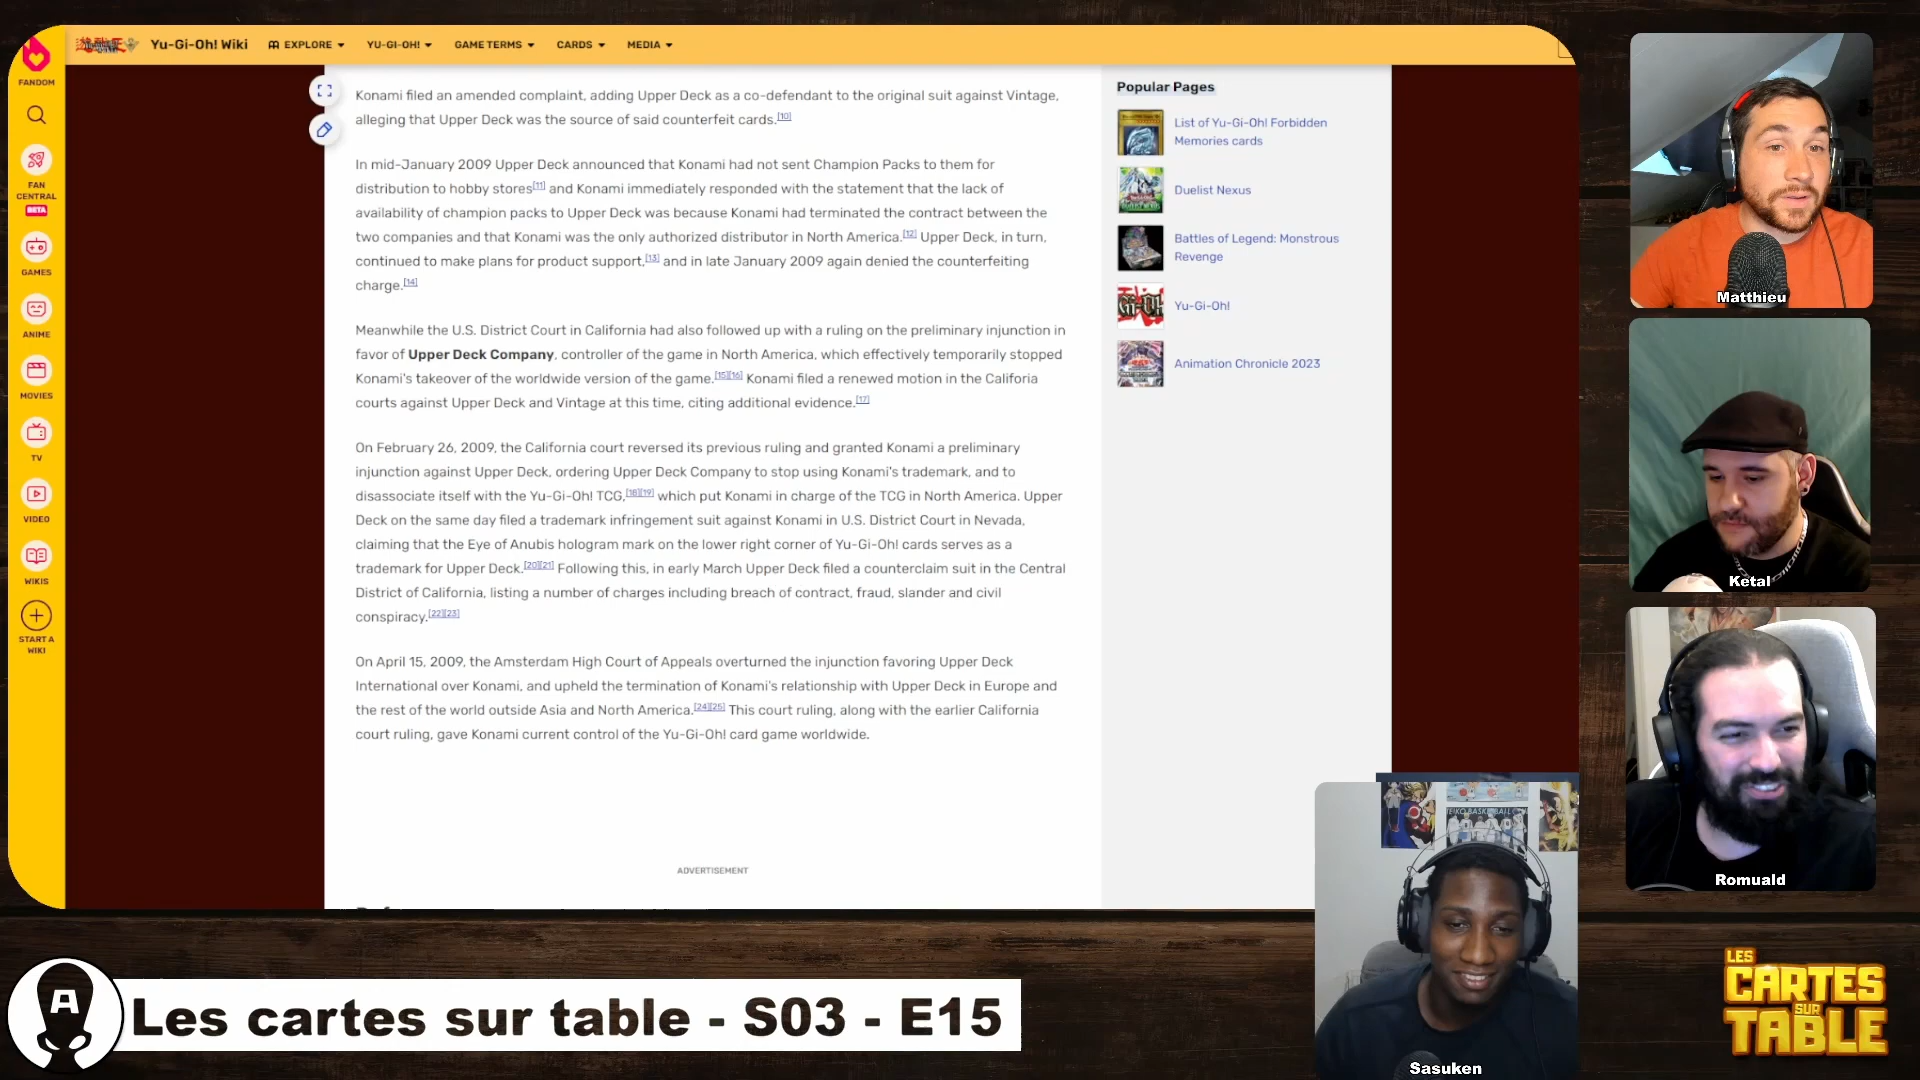 FANDOM
FAN
CENTRAL
BETA
GAMES
ANIME
MOVIES
TV
VIDEO
WIKIS
START A
WIKI
Yu-Gi-Oh! Wiki
EXPLORE
YU-GI-OH!
GAME TERMS
CARDS
MEDIA
Konami filed an amended complaint, adding Upper Deck as a co-defendant to the original suit against Vintage,
alleging that Upper Deck was the source of said counterfeit cards.[10]
In mid-January 2009 Upper Deck announced that Konami had not sent Champion Packs to them for
distribution to hobby stores[11] and Konami immediately responded with the statement that the lack of
availability of champion packs to Upper Deck was because Konami had terminated the contract between the
two companies and that Konami was the only authorized distributor in North America.[12] Upper Deck, in turn,
continued to make plans for product support,[13] and in late January 2009 again denied the counterfeiting
charge.[14]
Meanwhile the U.S. District Court in California had also followed up with a ruling on the preliminary injunction in
favor of Upper Deck Company, controller of the game in North America, which effectively temporarily stopped
Konami's takeover of the worldwide version of the game.[15][16] Konami filed a renewed motion in the Califoria
courts against Upper Deck and Vintage at this time, citing additional evidence.[17]
On February 26, 2009, the California court reversed its previous ruling and granted Konami a preliminary
injunction against Upper Deck, ordering Upper Deck Company to stop using Konami's trademark, and to
disassociate itself with the Yu-Gi-Oh! TCG,[18][19] which put Konami in charge of the TCG in North America. Upper
Deck on the same day filed a trademark infringement suit against Konami in U.S. District Court in Nevada,
claiming that the Eye of Anubis hologram mark on the lower right corner of Yu-Gi-Oh! cards serves as a
trademark for Upper Deck.[20][21] Following this, in early March Upper Deck filed a counterclaim suit in the Central
District of California, listing a number of charges including breach of contract, fraud, slander and civil
conspiracy.[22][23]
On April 15, 2009, the Amsterdam High Court of Appeals overturned the injunction favoring Upper Deck
International over Konami, and upheld the termination of Konami's relationship with Upper Deck in Europe and
the rest of the world outside Asia and North America.[24][25] This court ruling, along with the earlier California
court ruling, gave Konami current control of the Yu-Gi-Oh! card game worldwide.
ADVERTISEMENT
Popular Pages
List of Yu-Gi-Oh! Forbidden
Memories cards
Duelist Nexus
Battles of Legend: Monstrous
Revenge
Yu-Gi-Oh!
Animation Chronicle 2023
Matthieu
Ketal
Romuald
Sasuken
A
Les cartes sur table - S03 - E15
LES
CARTES
SUR
TABLE